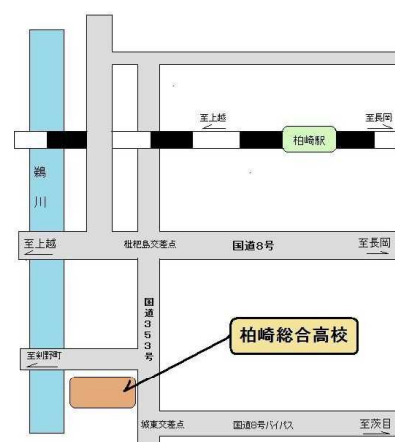 至上越
至長岡
柏崎駅
鵜川
至上越
枇杷島交差点
国道8号
至長岡
国道353号
柏崎総合高校
至剣野町
城東交差点
国道8号バイパス
至茨目